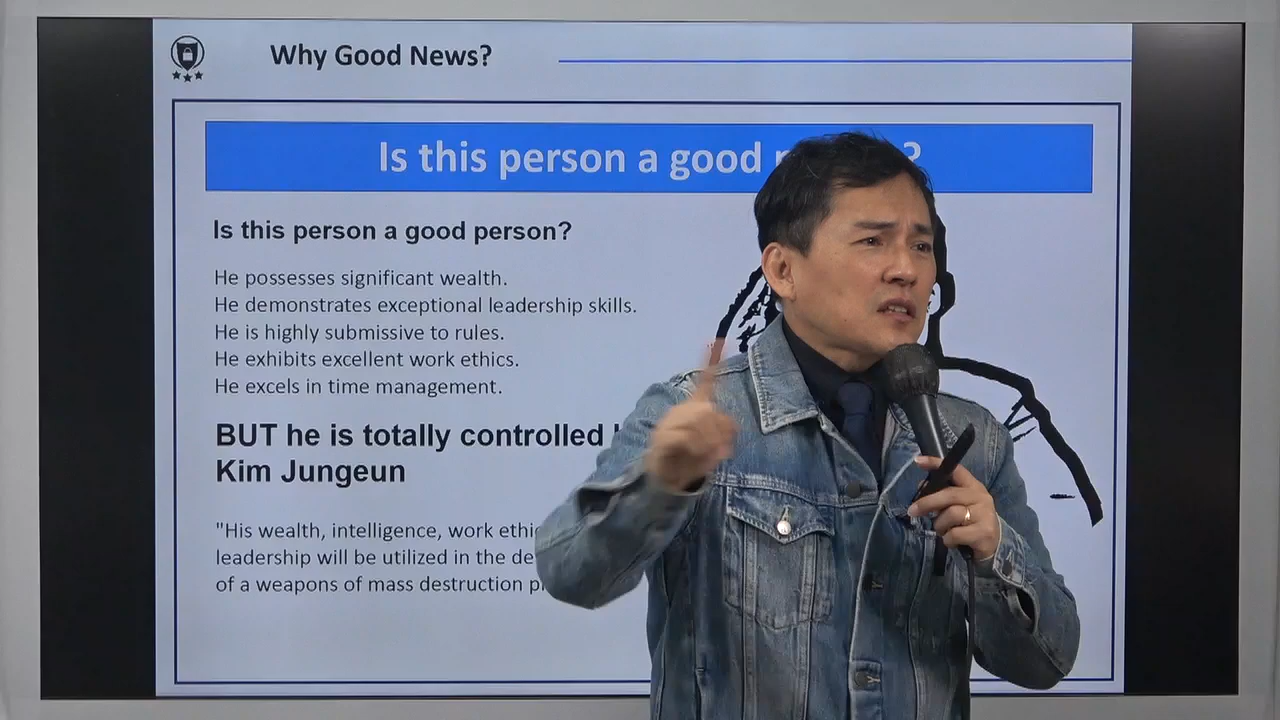 Why Good News?
Is this person a good ?
Is this person a good person?
He possesses significant wealth.
He demonstrates exceptional leadership skills.
He is highly submissive to rules.
He exhibits excellent work ethics.
He excels in time management.
BUT he is totally controlled
Kim Jungeun
"His wealth, intelligence, work
leadership will be utilized in the
of a weapons of mass destruction